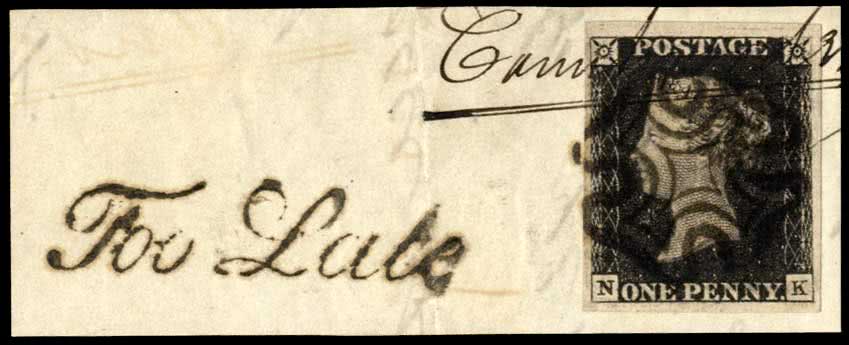 POSTAGE
Too Late
N ONE PENNY. K